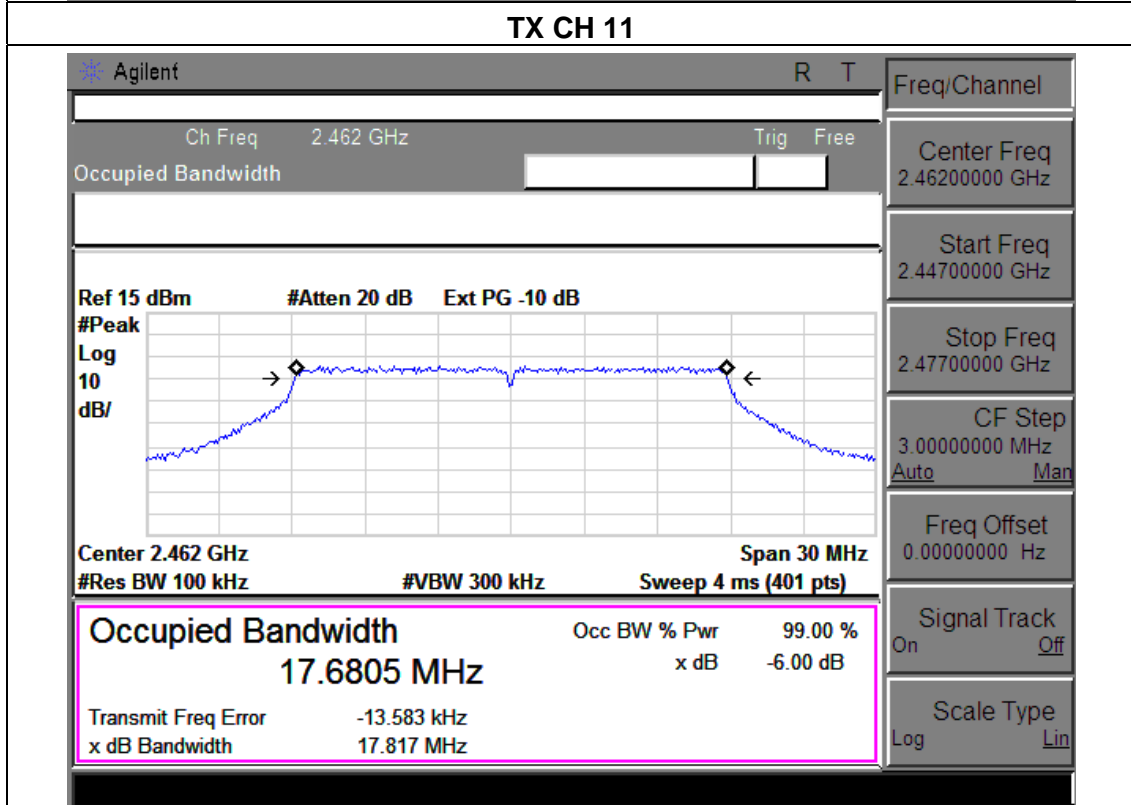 TX CH 11
Agilent R T
Freq/Channel
Ch Freq 2.462 GHz Trig Free
Occupied Bandwidth
Center Freq
2.46200000 GHz
Start Freq
2.44700000 GHz
Ref 15 dBm #Atten 20 dB Ext PG -10 dB
#Peak
Log
10
dB/
Stop Freq
2.47700000 GHz
CF Step
3.00000000 MHz
Auto Man
Freq Offset
0.00000000 Hz
Center 2.462 GHz Span 30 MHz
#Res BW 100 kHz #VBW 300 kHz Sweep 4 ms (401 pts)
Occupied Bandwidth Occ BW % Pwr 99.00 %
17.6805 MHz x dB -6.00 dB
Transmit Freq Error -13.583 kHz
x dB Bandwidth 17.817 MHz
Signal Track
On Off
Scale Type
Log Lin